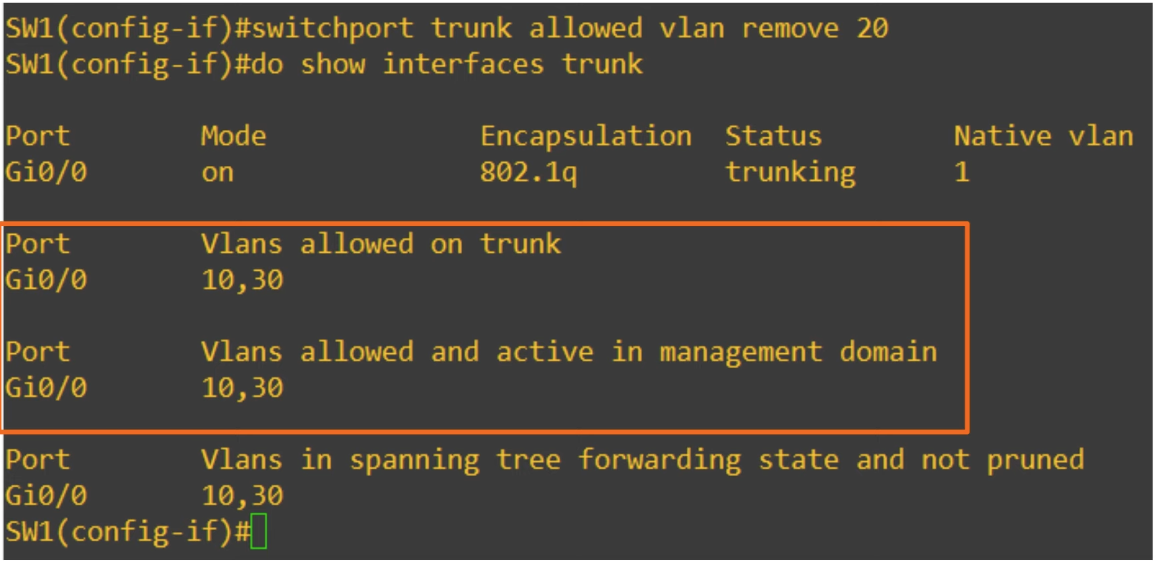 SW1(config-if)#switchport trunk allowed vlan remove 20
SW1(config-if)#do show interfaces trunk
Port Mode Encapsulation Status Native vlan
Gi0/0 on 802.1q trunking 1
Port Vlans allowed on trunk
Gi0/0 10,30
Port Vlans allowed and active in management domain
Gi0/0 10,30
Port Vlans in spanning tree forwarding state and not pruned
Gi0/0 10,30
SW1(config-if)#